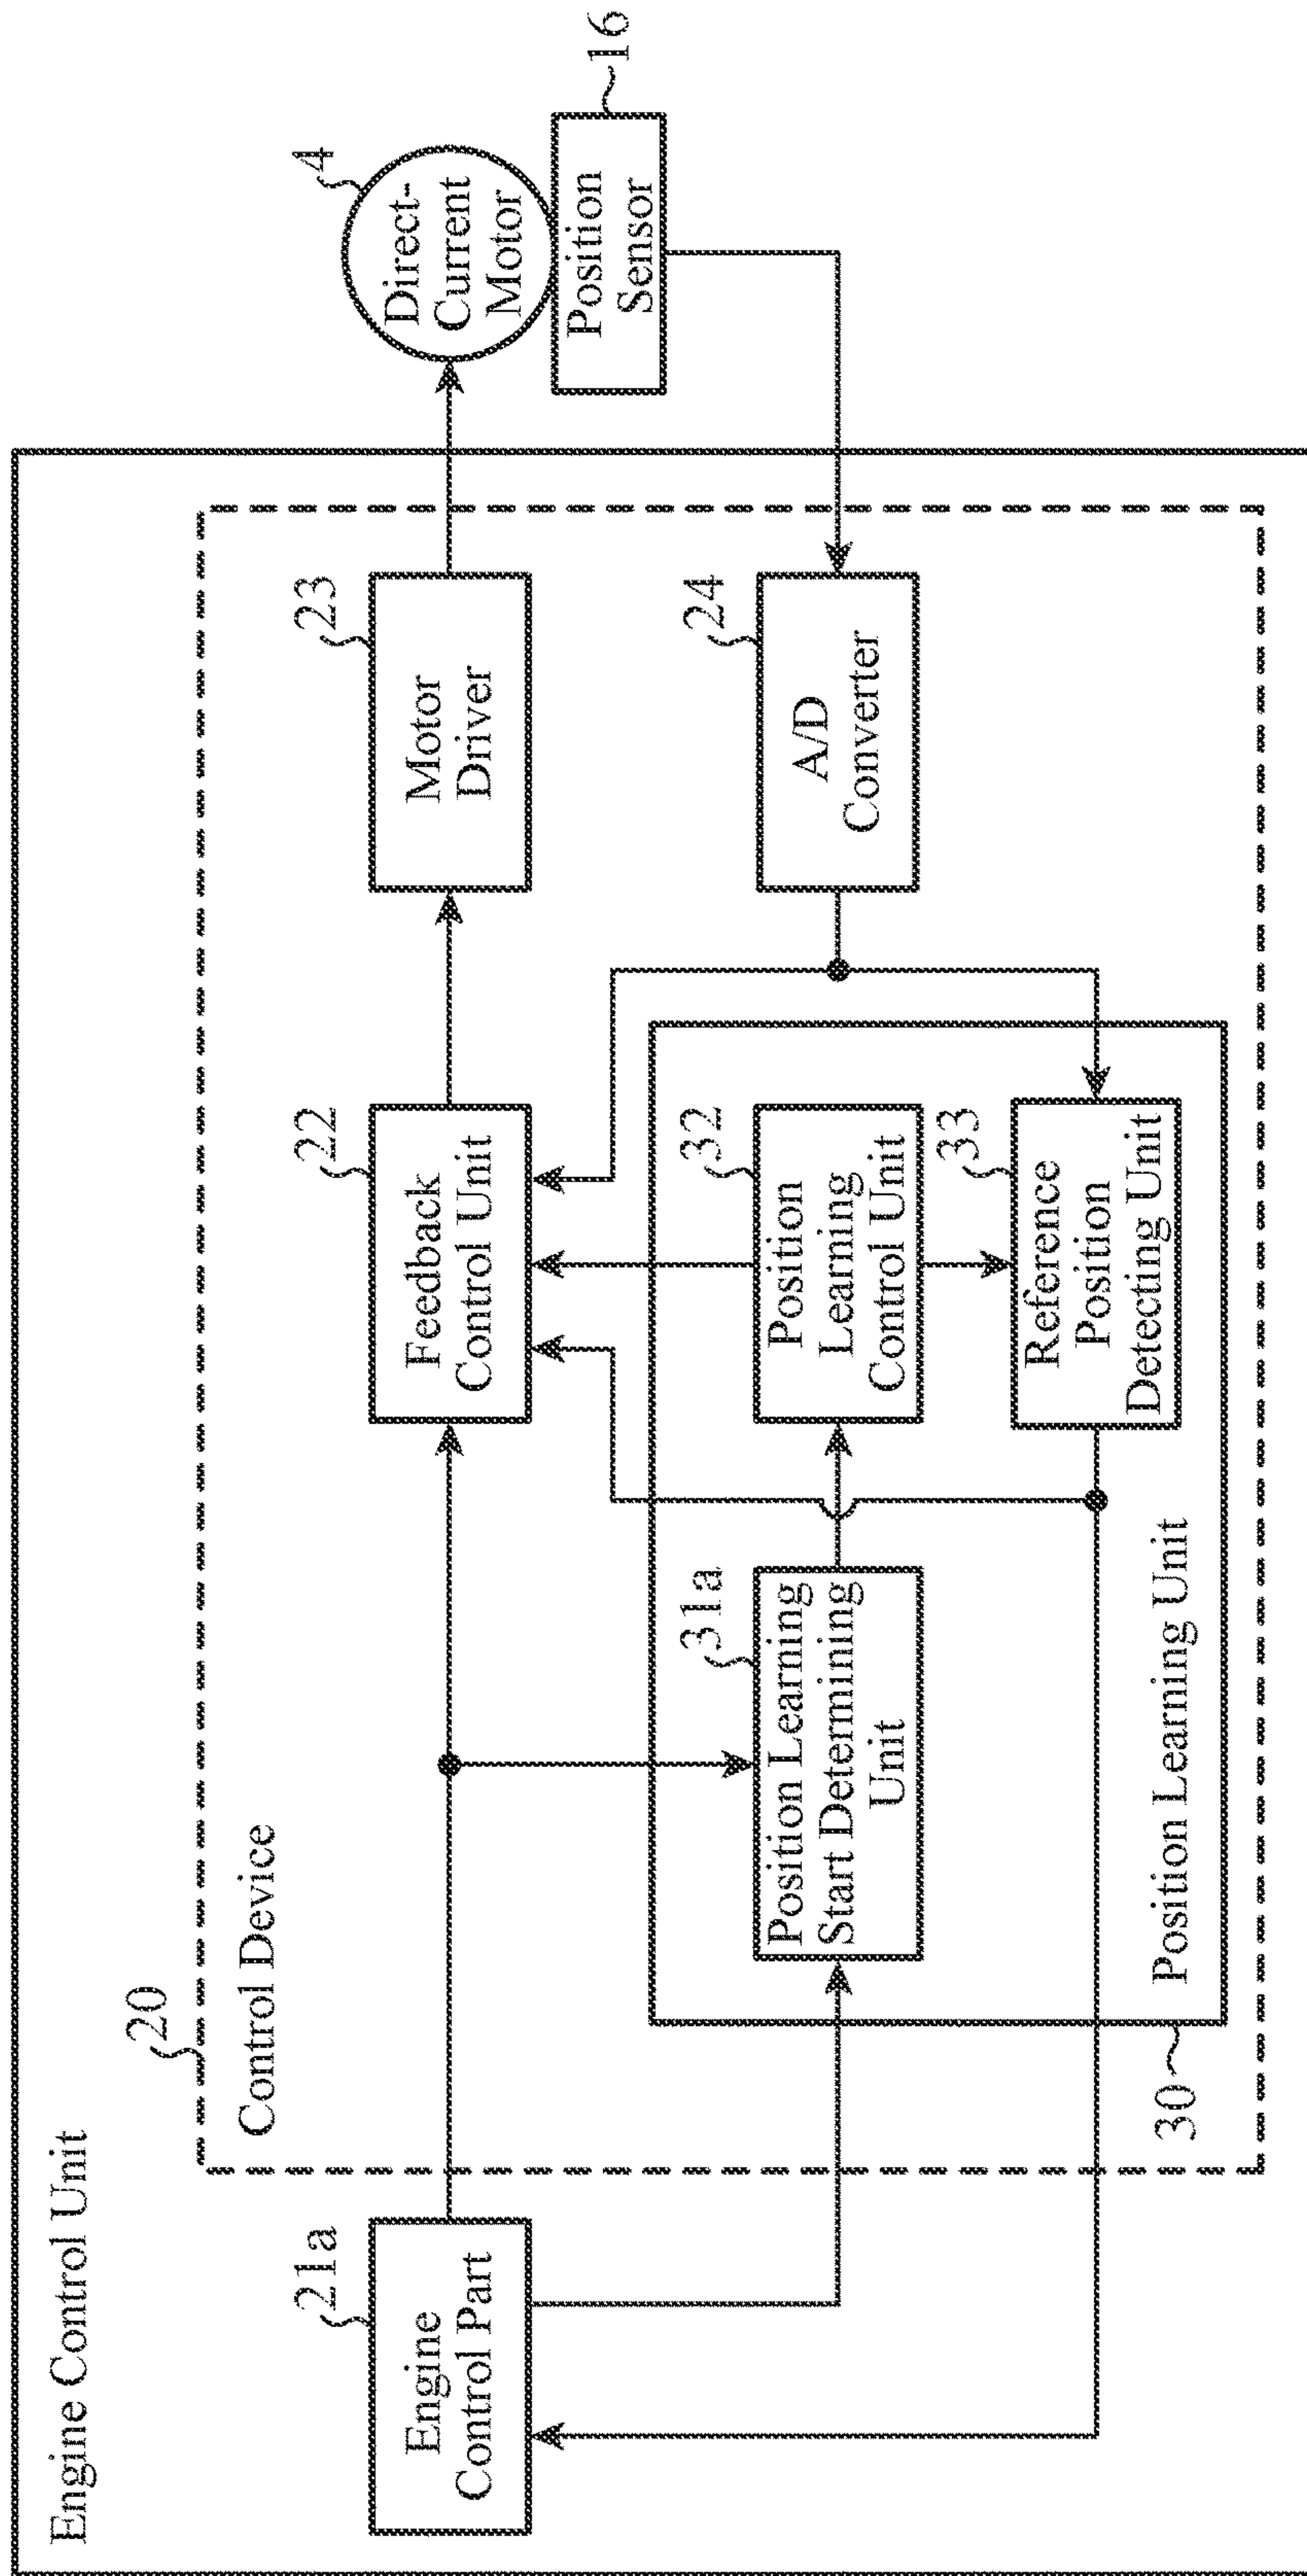 Engine Control Unit
20
Control Device
21a
Engine
Control Part
22
Feedback
Control Unit
23
Motor
Driver
4
Direct-
Current
Motor
16
Position
Sensor
31a
Position Learning
Start Determining
Unit
32
Position
Learning
Control Unit
24
A/D
Converter
33
Reference
Position
Detecting Unit
Position Learning Unit
30